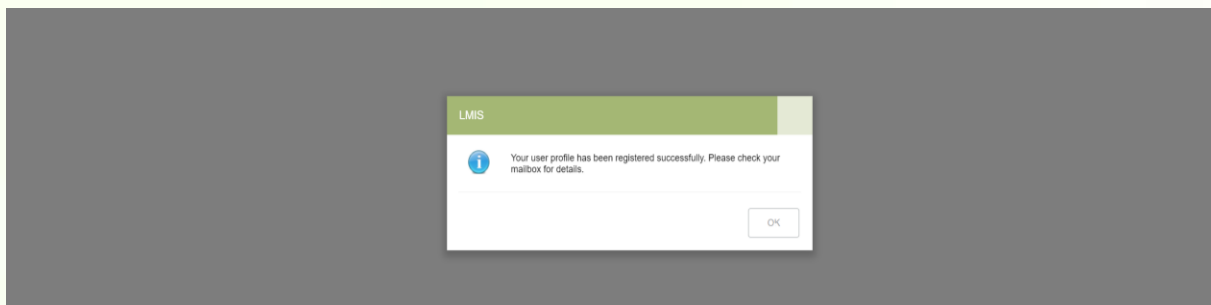 LMIS
Your user profile has been registered successfully. Please check your
mailbox for details.
OK